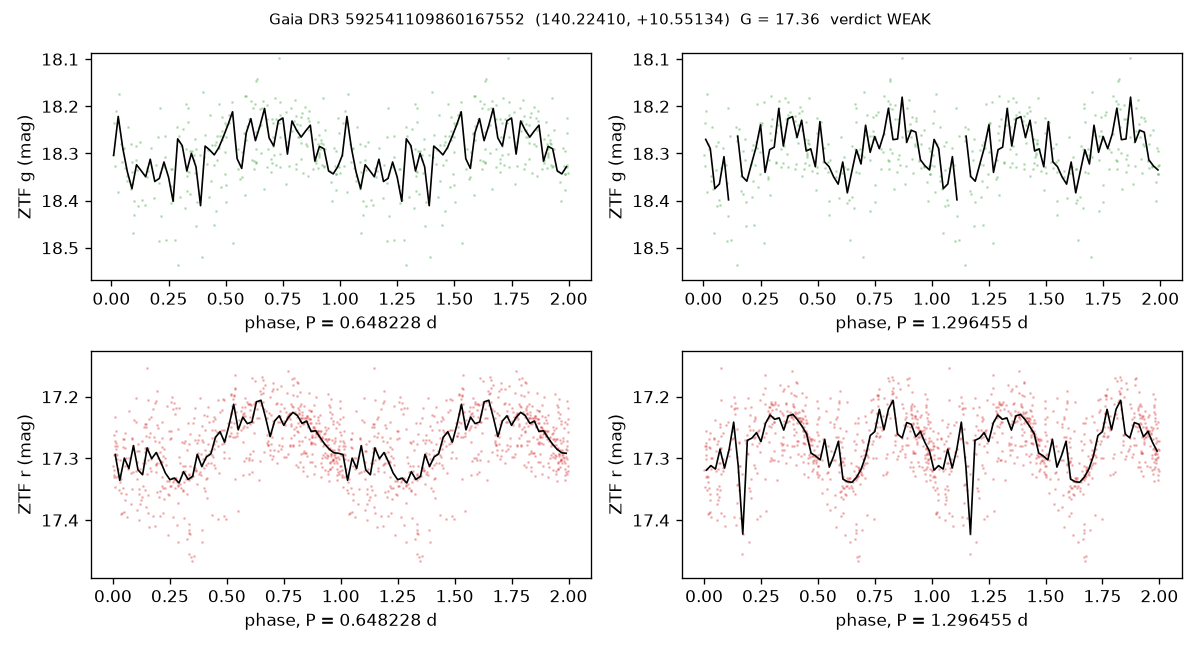 Gaia DR3 592541109860167552 (140.22410, +10.55134) G = 17.36 verdict WEAK
18.1
18.2
18.3
18.4
18.5
ZTF g (mag)
0.00 0.25 0.50 0.75 1.00 1.25 1.50 1.75 2.00
phase, P = 0.648228 d
18.1
18.2
18.3
18.4
18.5
ZTF g (mag)
0.00 0.25 0.50 0.75 1.00 1.25 1.50 1.75 2.00
phase, P = 1.296455 d
17.2
17.3
17.4
ZTF r (mag)
0.00 0.25 0.50 0.75 1.00 1.25 1.50 1.75 2.00
phase, P = 0.648228 d
17.2
17.3
17.4
ZTF r (mag)
0.00 0.25 0.50 0.75 1.00 1.25 1.50 1.75 2.00
phase, P = 1.296455 d